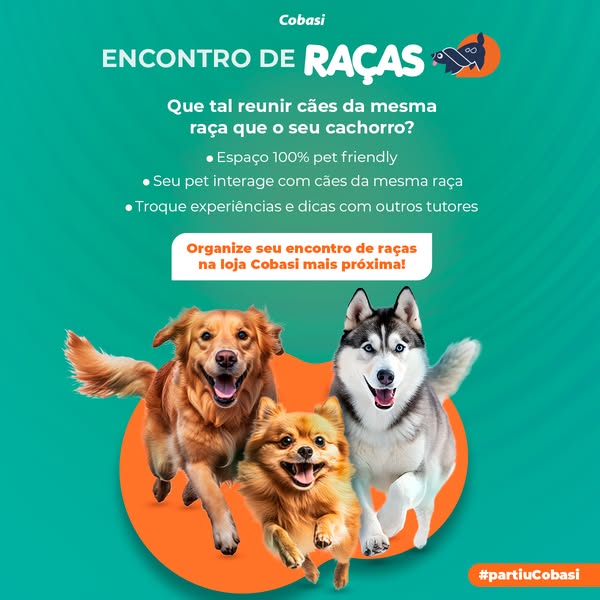 Cobasi
ENCONTRO DE RAÇAS
Que tal reunir cães da mesma
raça que o seu cachorro?
● Espaço 100% pet friendly
● Seu pet interage com cães da mesma raça
● Troque experiências e dicas com outros tutores
Organize seu encontro de raças
na loja Cobasi mais próxima!
#partiuCobasi